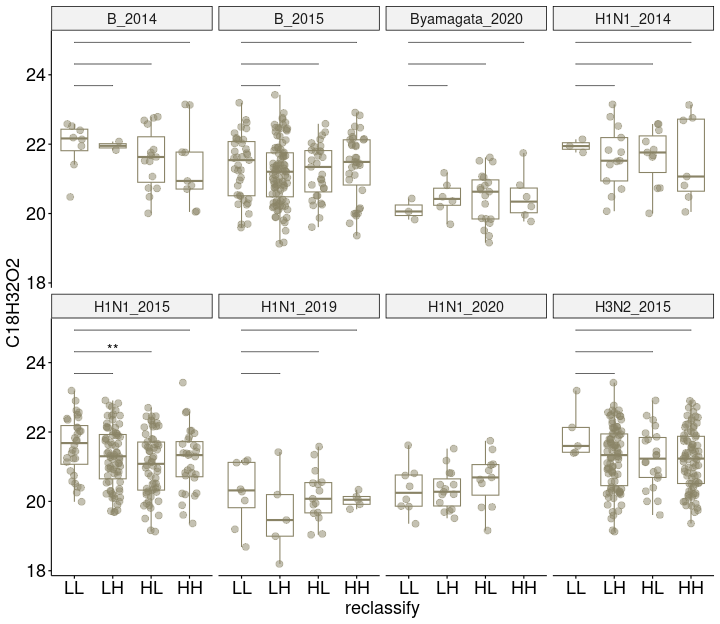 B_2014 B_2015 Byamagata_2020 H1N1_2014
24
22
20
18
C18H32O2
H1N1_2015 H1N1_2019 H1N1_2020 H3N2_2015
**
24
22
20
18
LL LH HL HH LL LH HL HH LL LH HL HH LL LH HL HH
reclassify